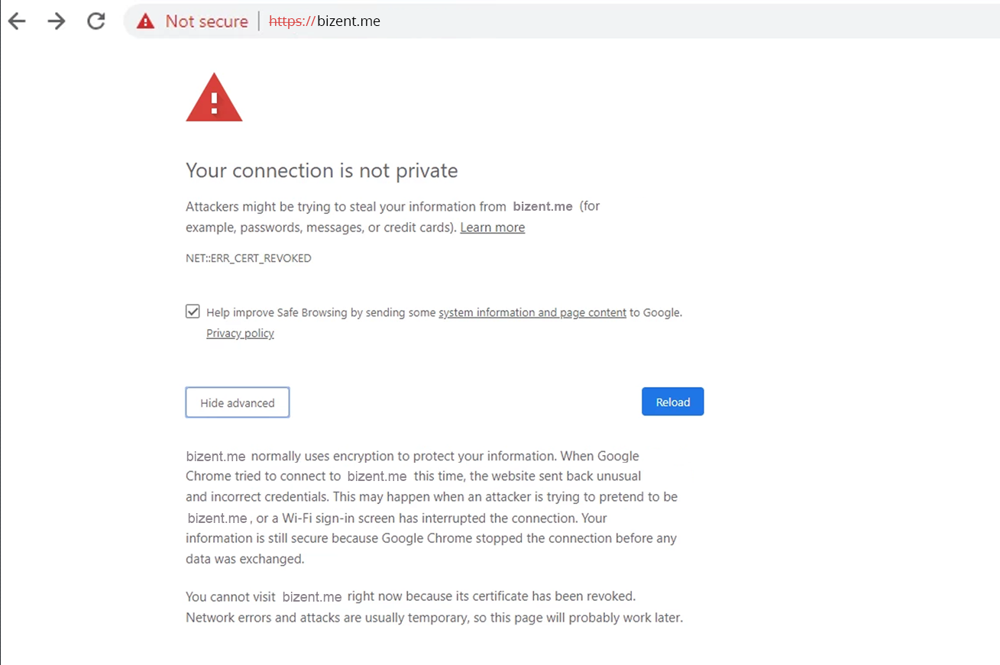 Not secure | https://bizent.me
Your connection is not private
Attackers might be trying to steal your information from bizent.me (for
example, passwords, messages, or credit cards). Learn more
NET::ERR_CERT_REVOKED
Help improve Safe Browsing by sending some system information and page content to Google.
Privacy policy
Hide advanced
Reload
bizent.me normally uses encryption to protect your information. When Google
Chrome tried to connect to bizent.me this time, the website sent back unusual
and incorrect credentials. This may happen when an attacker is trying to pretend to be
bizent.me, or a Wi-Fi sign-in screen has interrupted the connection. Your
information is still secure because Google Chrome stopped the connection before any
data was exchanged.
You cannot visit bizent.me right now because its certificate has been revoked.
Network errors and attacks are usually temporary, so this page will probably work later.